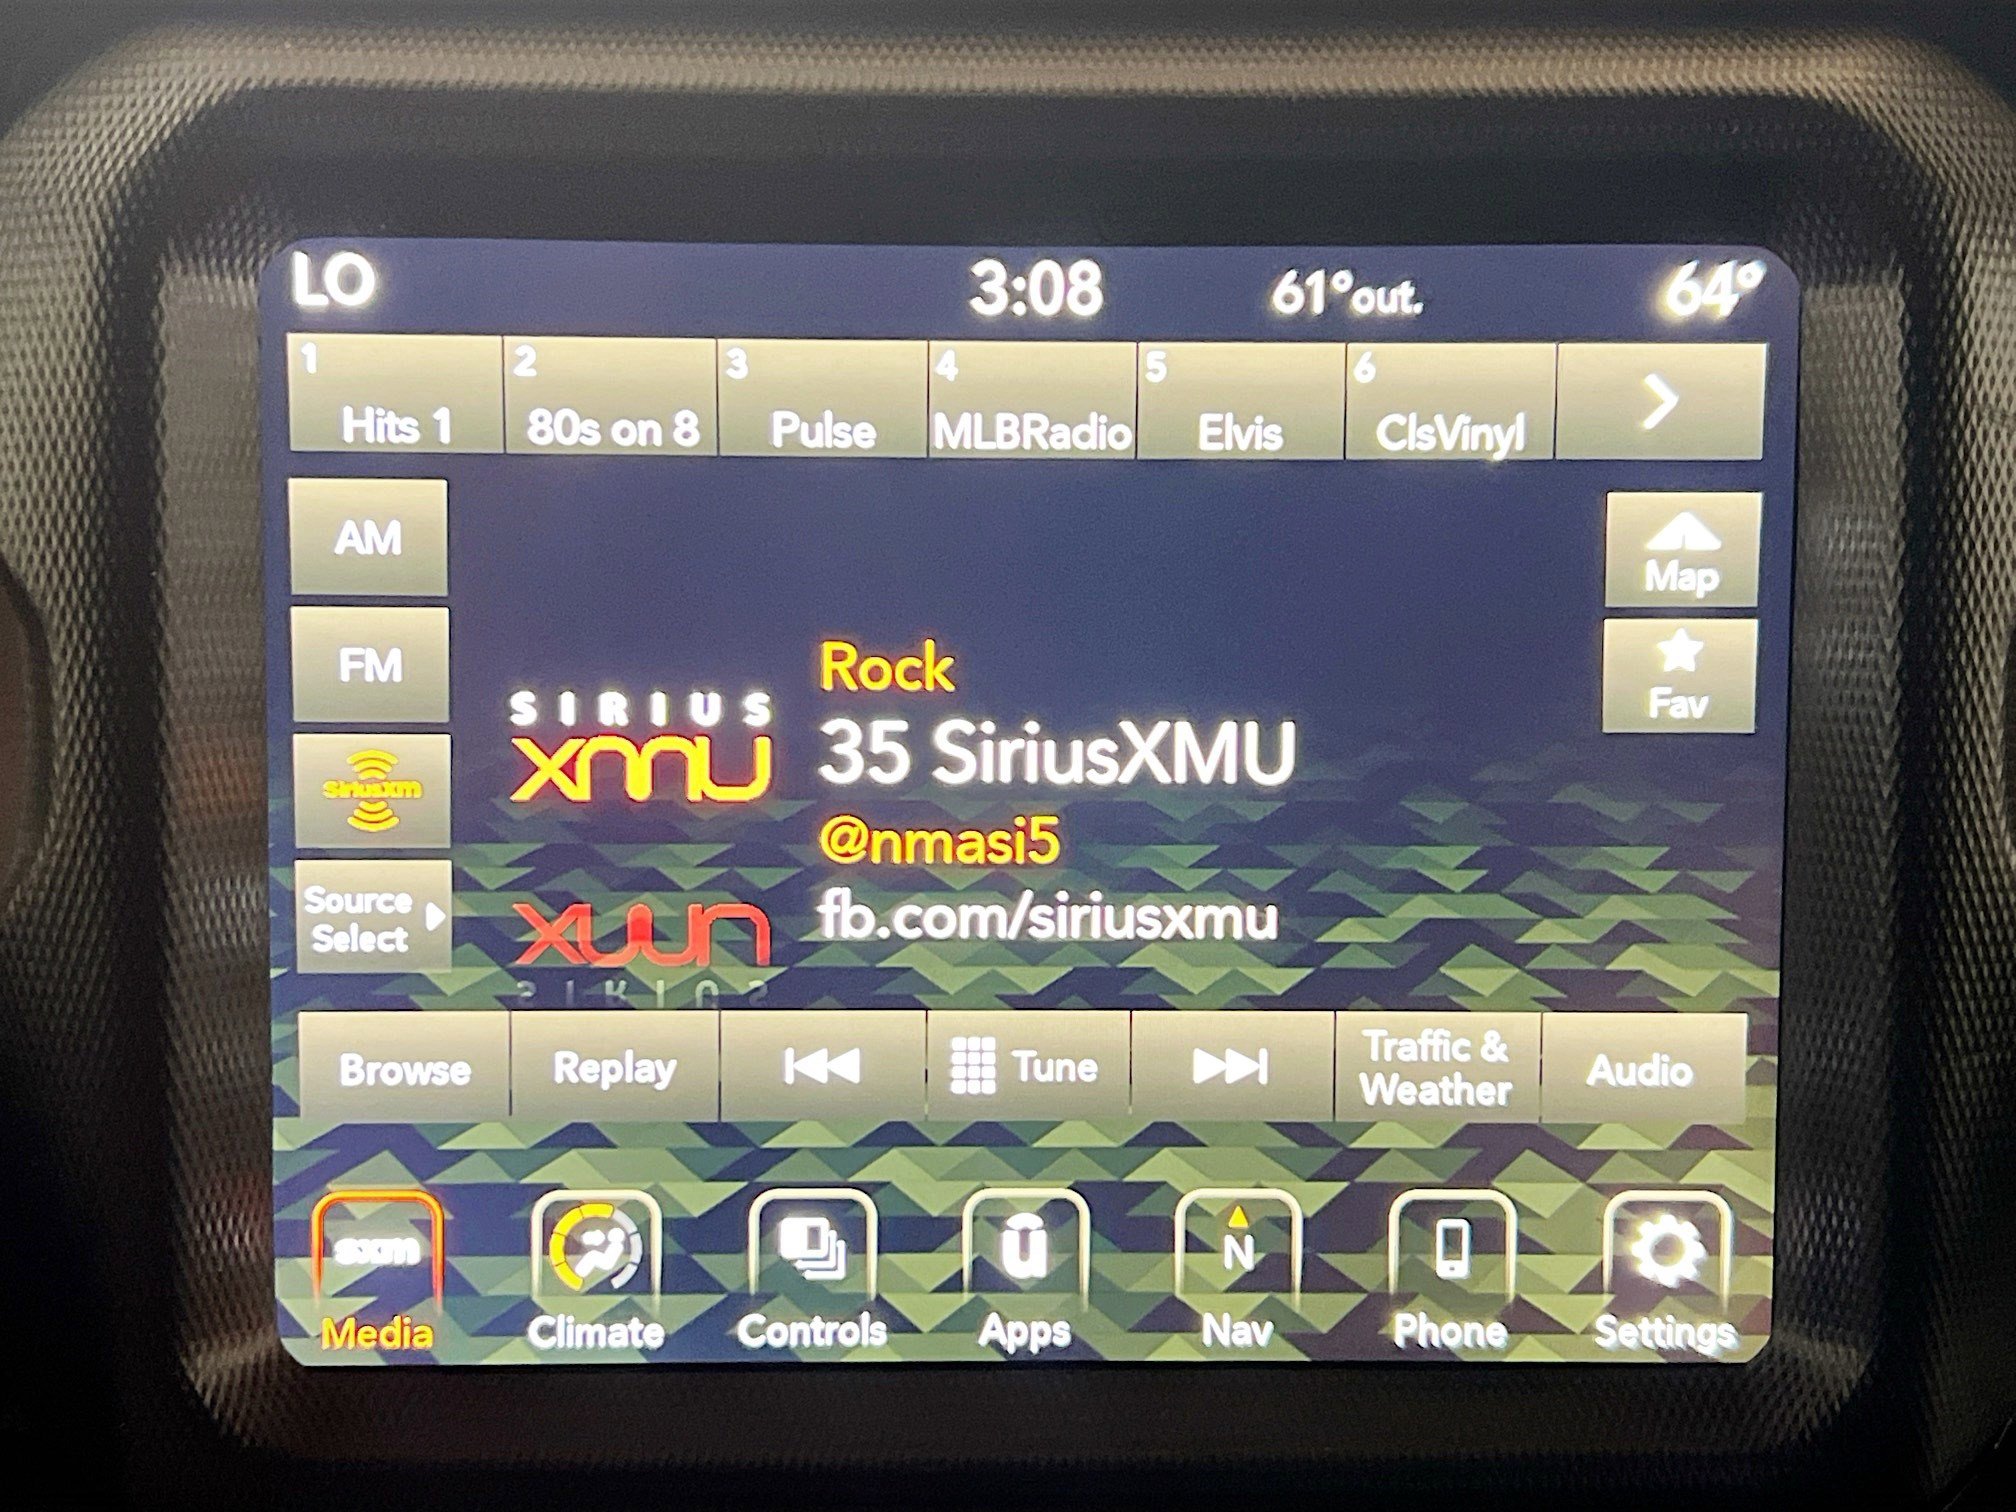 LO 3:08 61°out. 64°
1 2 3 4 5 6
Hits 1 80s on 8 Pulse MLBRadio Elvis ClsVinyl
AM
Map
FM
Fav
Rock
SIRIUS
xmu
35 SiriusXMU
SiriusXM
@nmasi5
Source
Select
fb.com/siriusxmu
Browse Replay Tune Traffic &
Weather Audio
sxm u N
Media Climate Controls Apps Nav Phone Settings